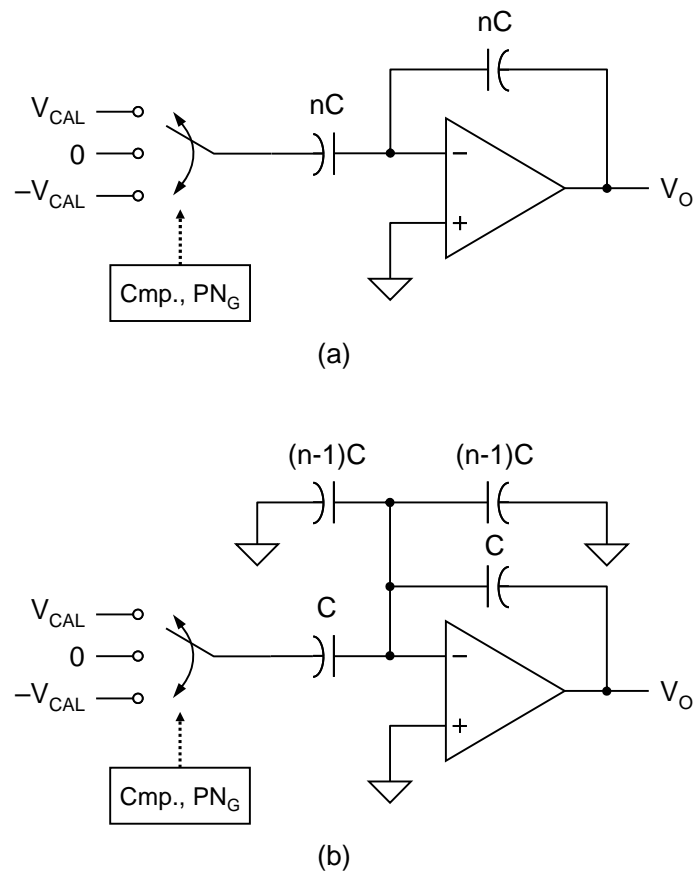 nC
nC
V_CAL
0
–V_CAL
−
+
V_O
Cmp., PN_G
(a)
(n-1)C (n-1)C
C
C
V_CAL
0
–V_CAL
−
+
V_O
Cmp., PN_G
(b)